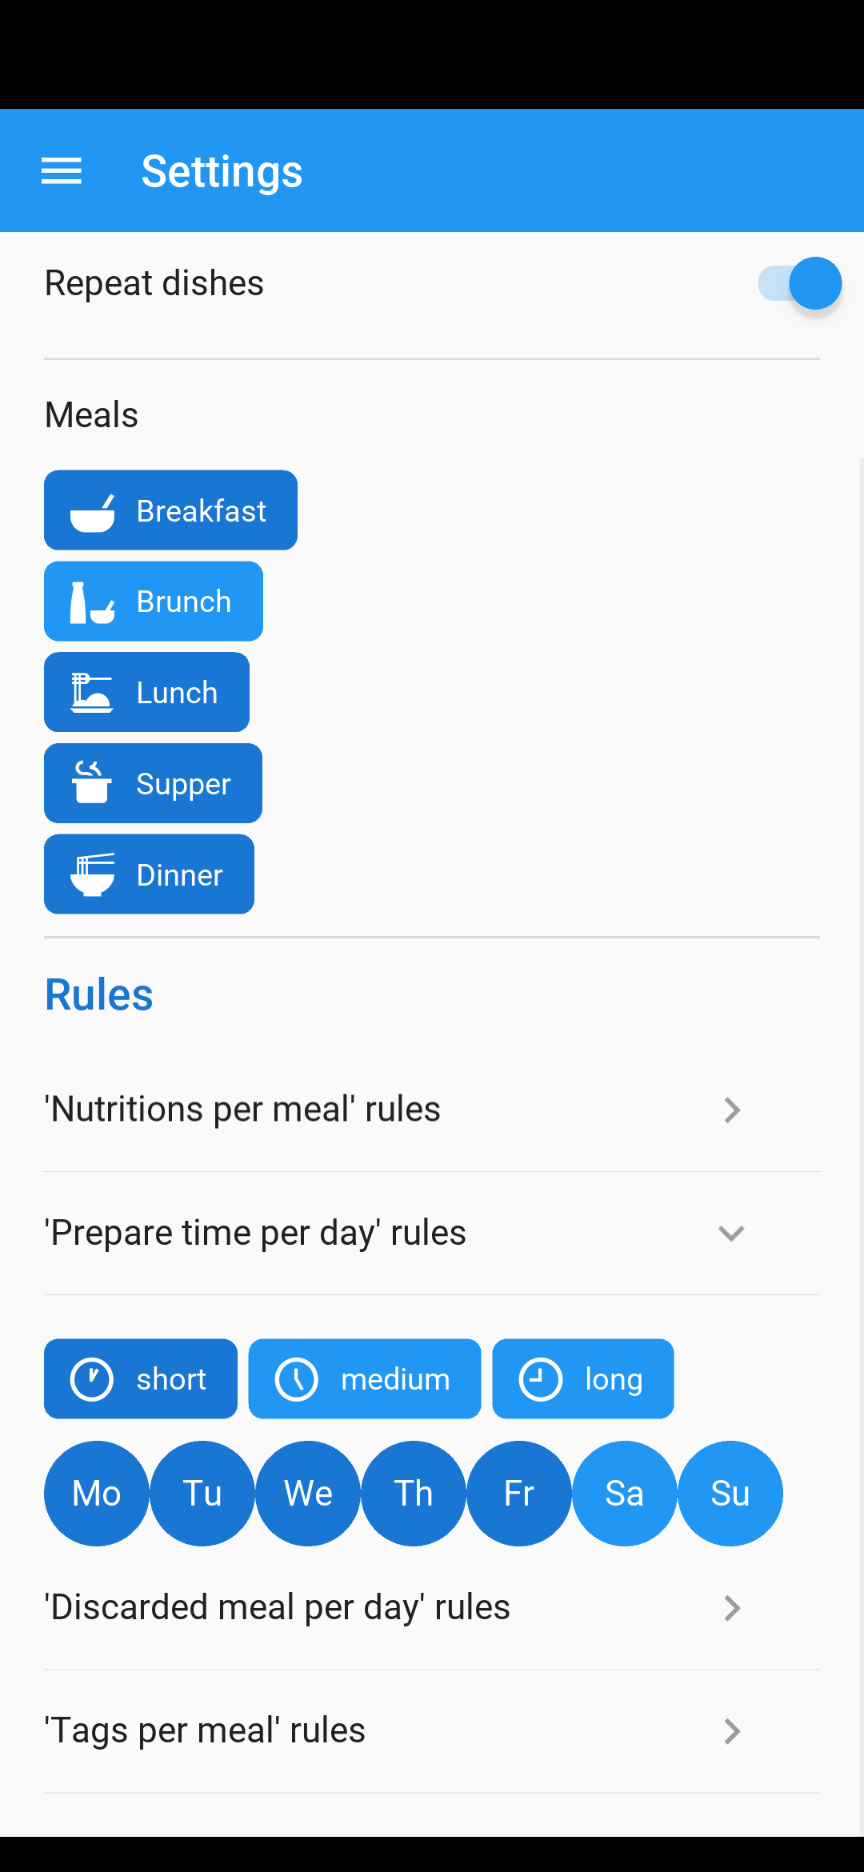 Settings
Repeat dishes
Meals
Breakfast
Brunch
Lunch
Supper
Dinner
Rules
'Nutritions per meal' rules
'Prepare time per day' rules
short medium long
Mo Tu We Th Fr Sa Su
'Discarded meal per day' rules
'Tags per meal' rules